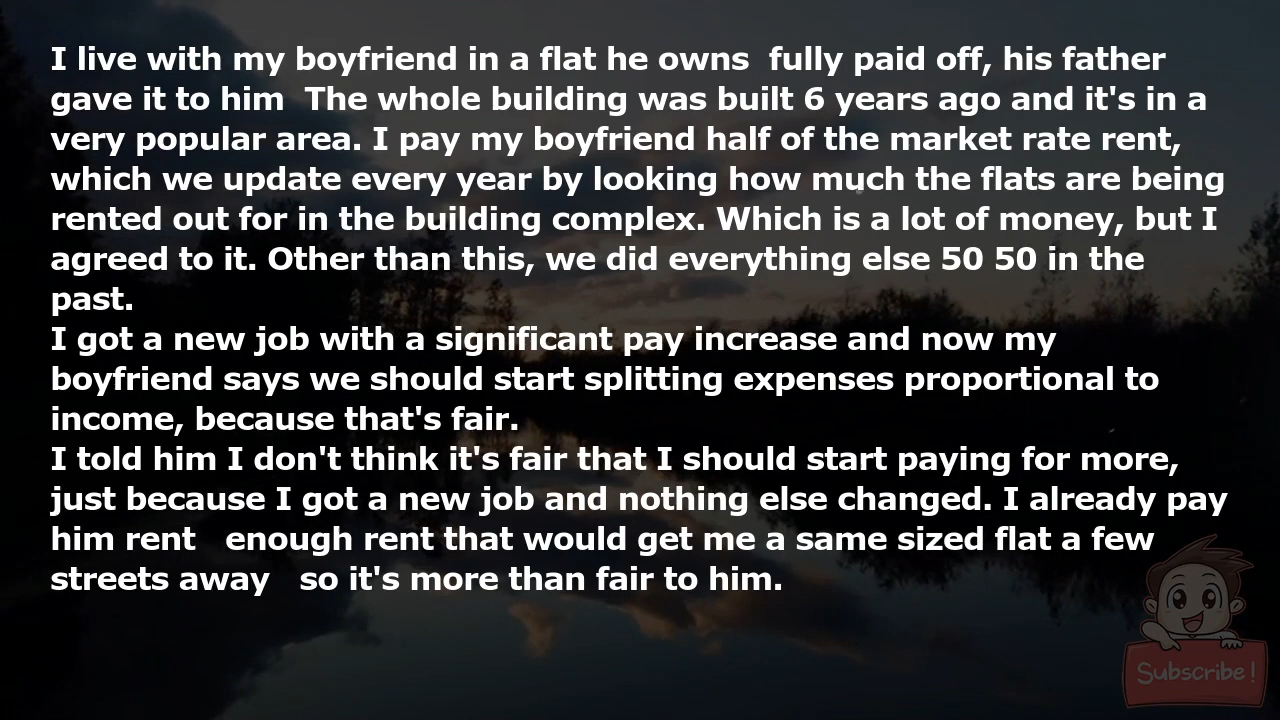 I live with my boyfriend in a flat he owns  fully paid off, his father
gave it to him  The whole building was built 6 years ago and it's in a
very popular area. I pay my boyfriend half of the market rate rent,
which we update every year by looking how much the flats are being
rented out for in the building complex. Which is a lot of money, but I
agreed to it. Other than this, we did everything else 50 50 in the
past.
I got a new job with a significant pay increase and now my
boyfriend says we should start splitting expenses proportional to
income, because that's fair.
I told him I don't think it's fair that I should start paying for more,
just because I got a new job and nothing else changed. I already pay
him rent   enough rent that would get me a same sized flat a few
streets away   so it's more than fair to him.
Subscribe!